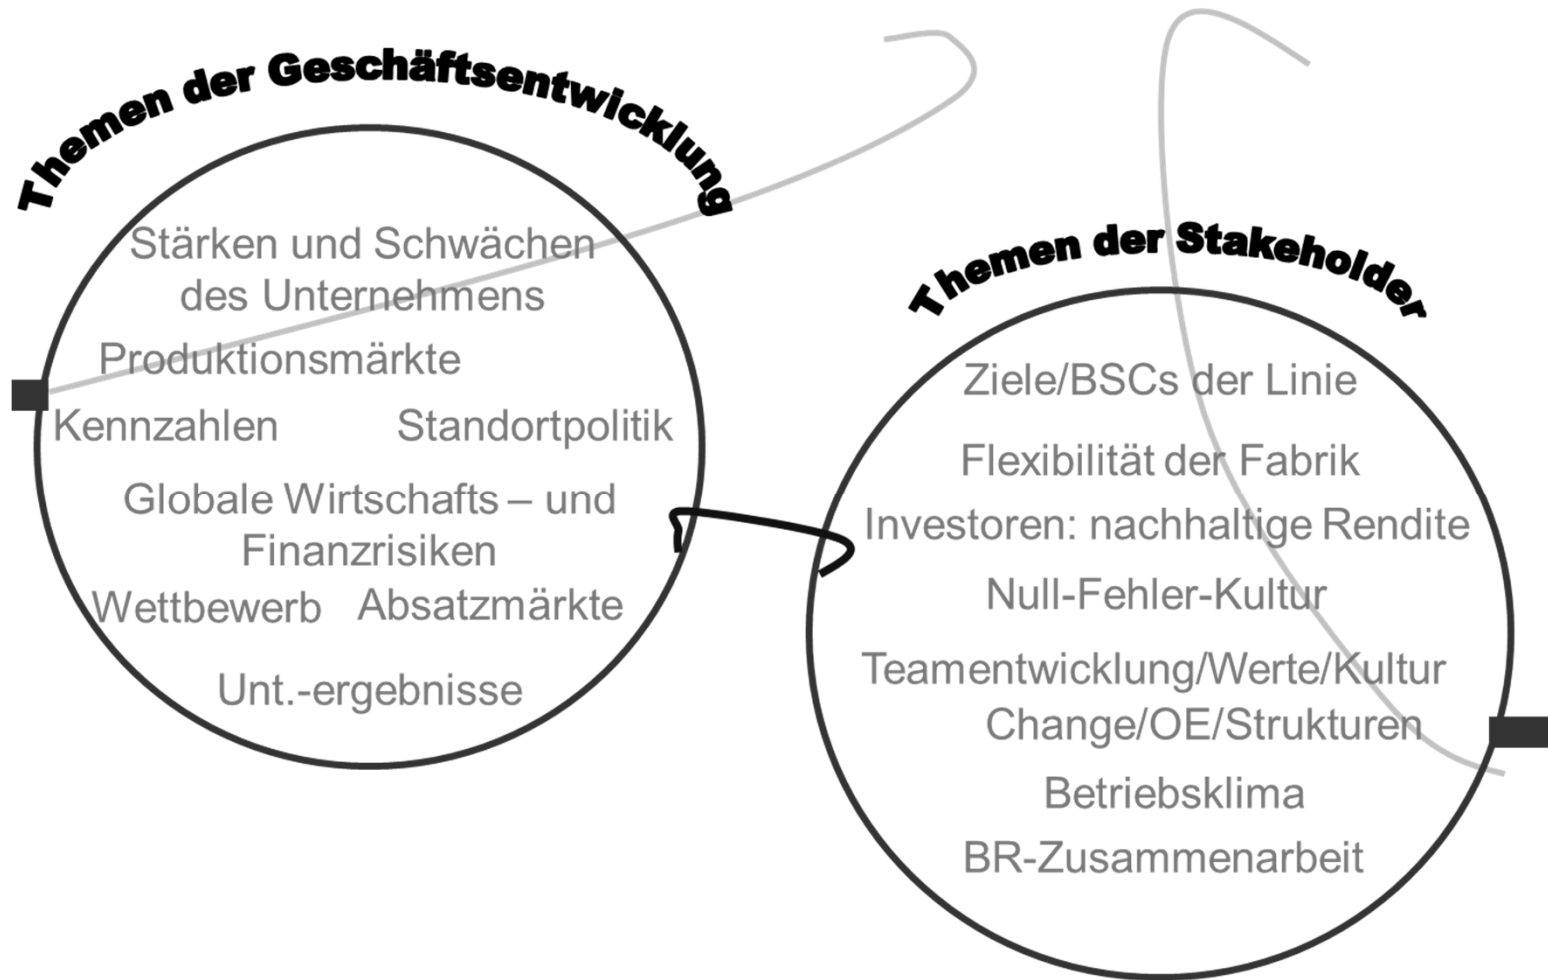 Themen der Geschäftsentwicklung
Stärken und Schwächen
des Unternehmens
Produktionsmärkte
Kennzahlen
Standortpolitik
Globale Wirtschafts – und
Finanzrisiken
Wettbewerb
Absatzmärkte
Unt.-ergebnisse
Themen der Stakeholder
Ziele/BSCs der Linie
Flexibilität der Fabrik
Investoren: nachhaltige Rendite
Null-Fehler-Kultur
Teamentwicklung/Werte/Kultur
Change/OE/Strukturen
Betriebsklima
BR-Zusammenarbeit